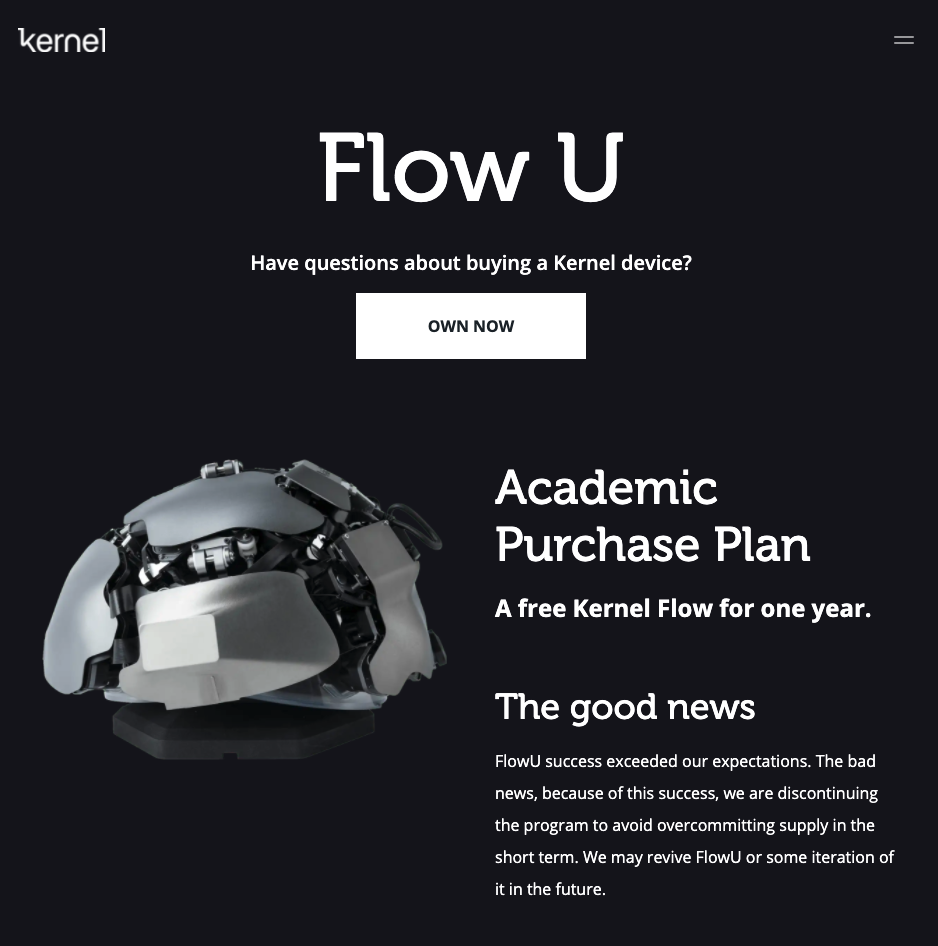 kernel
Flow U
Have questions about buying a Kernel device?
OWN NOW
Academic
Purchase Plan
A free Kernel Flow for one year.
The good news
FlowU success exceeded our expectations. The bad
news, because of this success, we are discontinuing
the program to avoid overcommitting supply in the
short term. We may revive FlowU or some iteration of
it in the future.